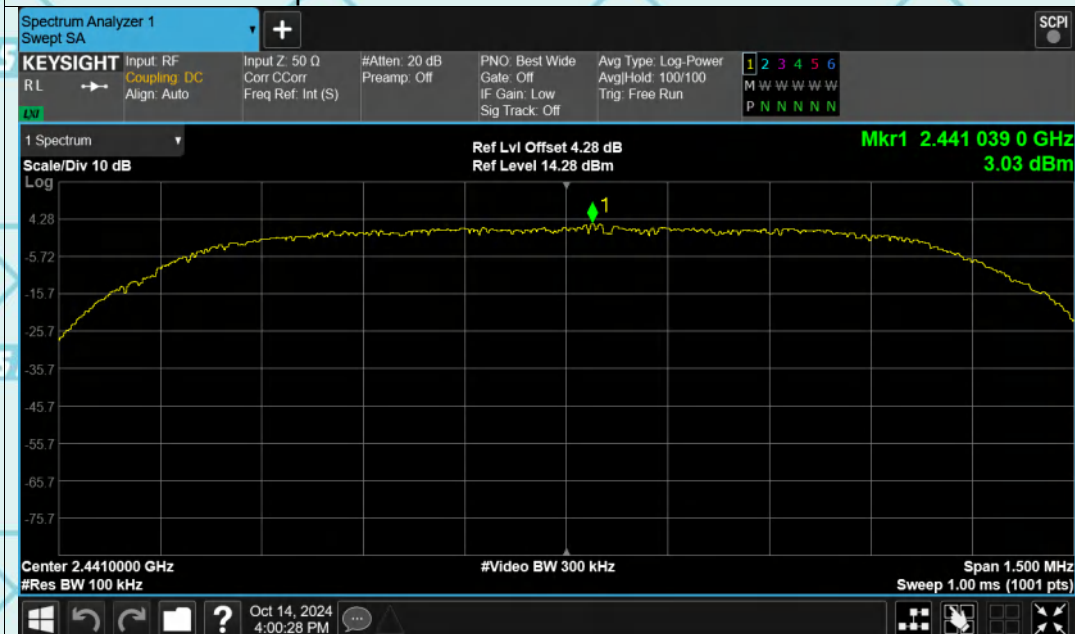 Spectrum Analyzer 1
Swept SA
+
SCPI
KEYSIGHT
RL
LXI
Input: RF
Coupling: DC
Align: Auto
Input Z: 50 Ω
Corr CCorr
Freq Ref: Int (S)
#Atten: 20 dB
Preamp: Off
PNO: Best Wide
Gate: Off
IF Gain: Low
Sig Track: Off
Avg Type: Log-Power
Avg|Hold: 100/100
Trig: Free Run
1 2 3 4 5 6
M W W W W W
P N N N N N
1 Spectrum
Scale/Div 10 dB
Log
Ref Lvl Offset 4.28 dB
Ref Level 14.28 dBm
Mkr1 2.441 039 0 GHz
3.03 dBm
1
4.28
-5.72
-15.7
-25.7
-35.7
-45.7
-55.7
-65.7
-75.7
Center 2.4410000 GHz
#Res BW 100 kHz
#Video BW 300 kHz
Span 1.500 MHz
Sweep 1.00 ms (1001 pts)
?
Oct 14, 2024
4:00:28 PM